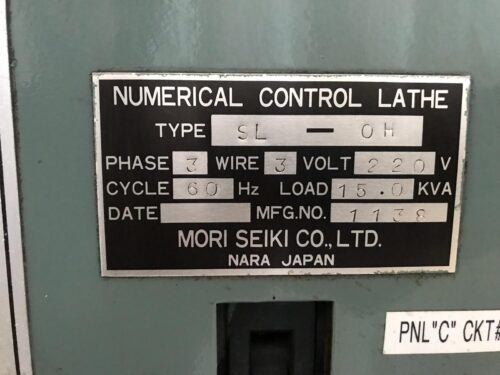 NUMERICAL CONTROL LATHE
TYPE SL — OH
PHASE 3 WIRE 3 VOLT 220 V
CYCLE 60 Hz LOAD 15.0 KVA
DATE MFG.NO. 1138
MORI SEIKI CO., LTD.
NARA JAPAN
PNL"C" CKT#